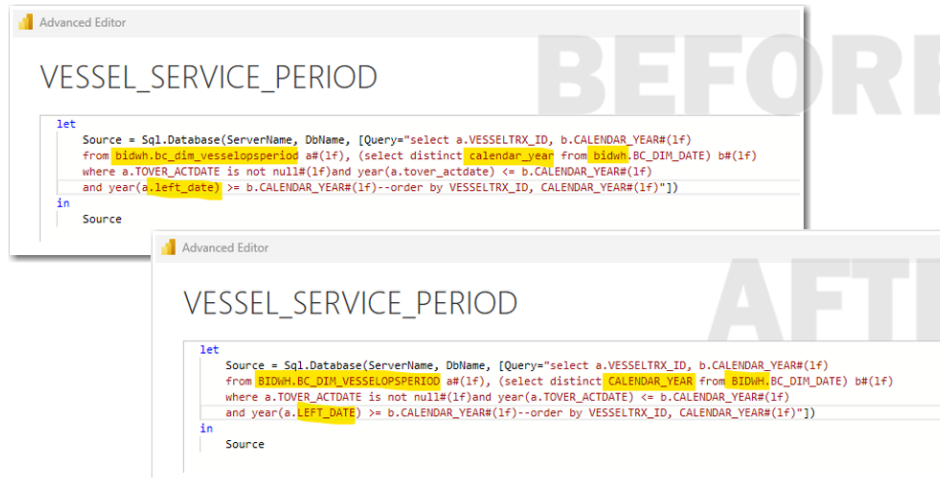 Advanced Editor
BEFORE
VESSEL_SERVICE_PERIOD
let
Source = Sql.Database(ServerName, DbName, [Query="select a.VESSELTRX_ID, b.CALENDAR_YEAR#(lf)
from bidwh.bc_dim_vesselopsperiod a#(lf), (select distinct calendar_year from bidwh.BC_DIM_DATE) b#(lf)
where a.TOVER_ACTDATE is not null#(lf)and year(a.tover_actdate) <= b.CALENDAR_YEAR#(lf)
and year(a.left_date) >= b.CALENDAR_YEAR#(lf)--order by VESSELTRX_ID, CALENDAR_YEAR#(lf)"])
in
Source
Advanced Editor
AFT
VESSEL_SERVICE_PERIOD
let
Source = Sql.Database(ServerName, DbName, [Query="select a.VESSELTRX_ID, b.CALENDAR_YEAR#(lf)
from BIDWH.BC_DIM_VESSELOPSPERIOD a#(lf), (select distinct CALENDAR_YEAR from BIDWH.BC_DIM_DATE) b#(lf)
where a.TOVER_ACTDATE is not null#(lf)and year(a.TOVER_ACTDATE) <= b.CALENDAR_YEAR#(lf)
and year(a.LEFT_DATE) >= b.CALENDAR_YEAR#(lf)--order by VESSELTRX_ID, CALENDAR_YEAR#(lf)"])
in
Source